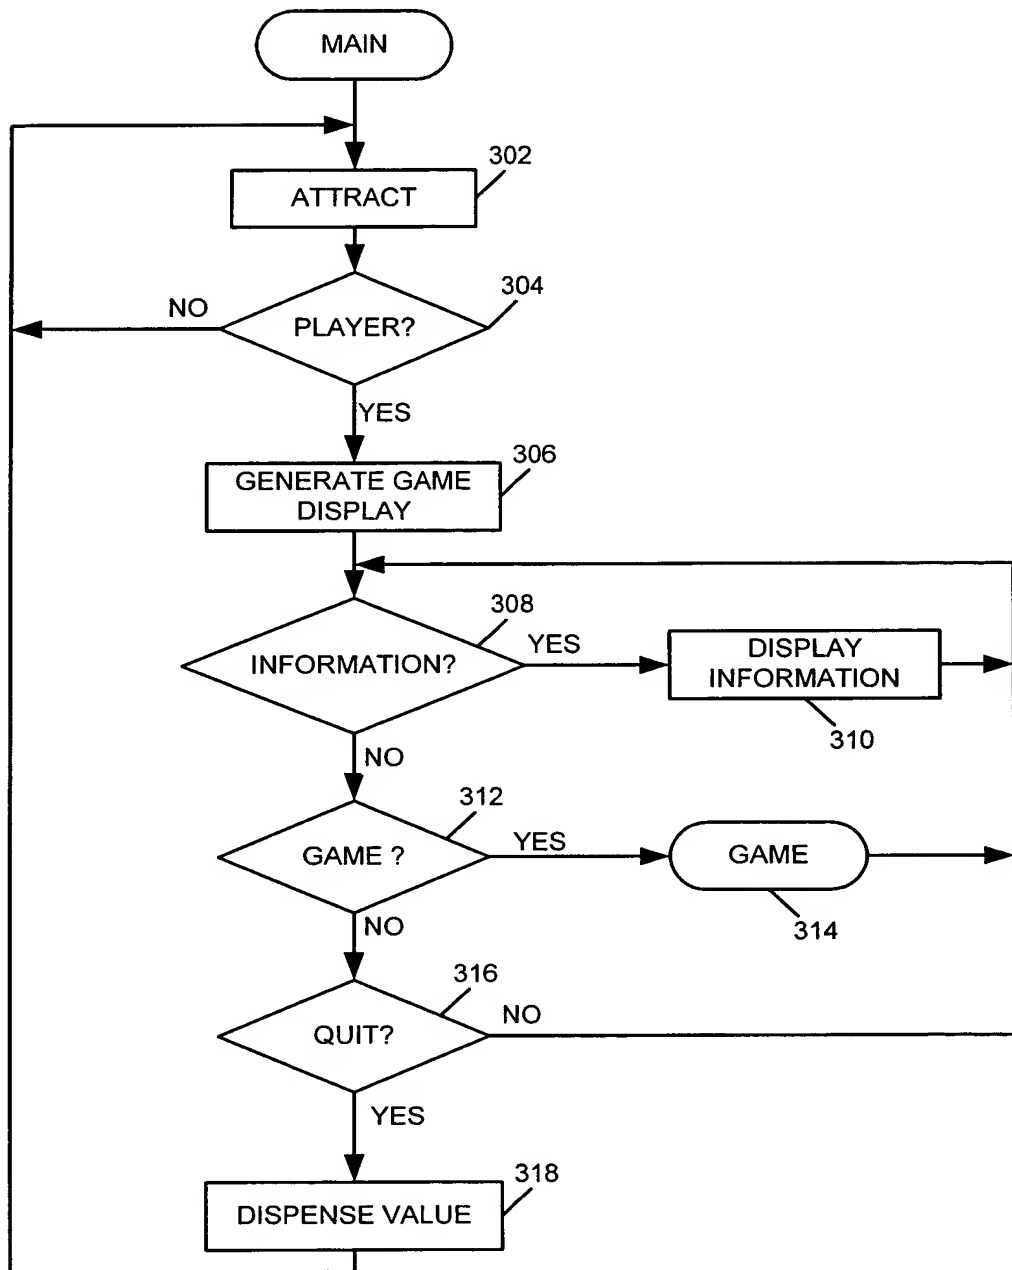 MAIN
302
ATTRACT
304
NO
PLAYER?
YES
306
GENERATE GAME
DISPLAY
308
YES
INFORMATION?
DISPLAY
INFORMATION
310
NO
312
YES
GAME ?
GAME
314
NO
316
NO
QUIT?
YES
318
DISPENSE VALUE